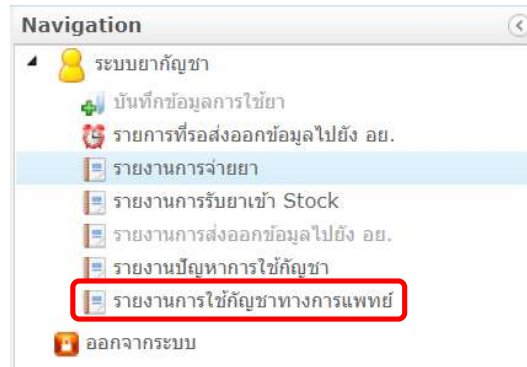 Navigation
ระบบยากัญชา
บันทึกข้อมูลการใช้ยา
รายการที่รอส่งออกข้อมูลไปยัง อย.
รายงานการจ่ายยา
รายงานการรับยาเข้า Stock
รายงานการส่งออกข้อมูลไปยัง อย.
รายงานปัญหาการใช้กัญชา
รายงานการใช้กัญชาทางการแพทย์
ออกจากระบบ